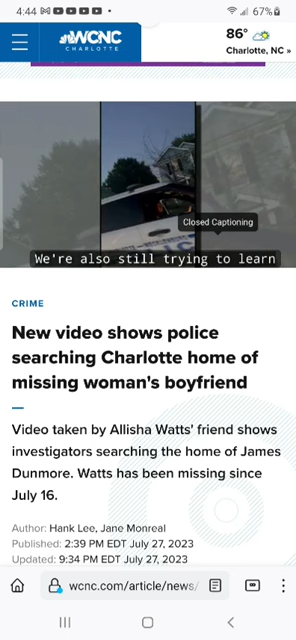 4:44
67%
WCNC
CHARLOTTE
86°
Charlotte, NC »
Closed Captioning
We're also still trying to learn
CRIME
New video shows police
searching Charlotte home of
missing woman's boyfriend
Video taken by Allisha Watts' friend shows
investigators searching the home of James
Dunmore. Watts has been missing since
July 16.
Author: Hank Lee, Jane Monreal
Published: 2:39 PM EDT July 27, 2023
Updated: 9:34 PM EDT July 27, 2023
wcnc.com/article/news/